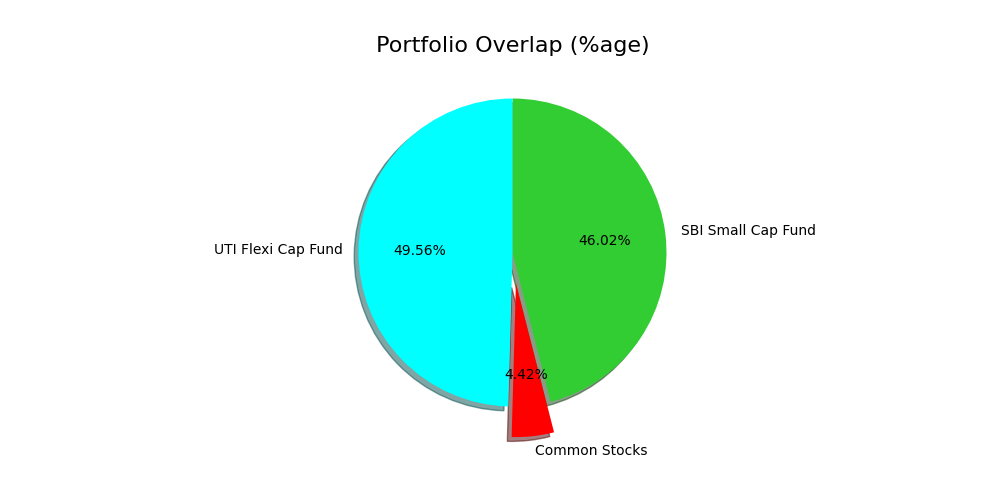 Portfolio Overlap (%age)
SBI Small Cap Fund
46.02%
UTI Flexi Cap Fund
49.56%
4.42%
Common Stocks